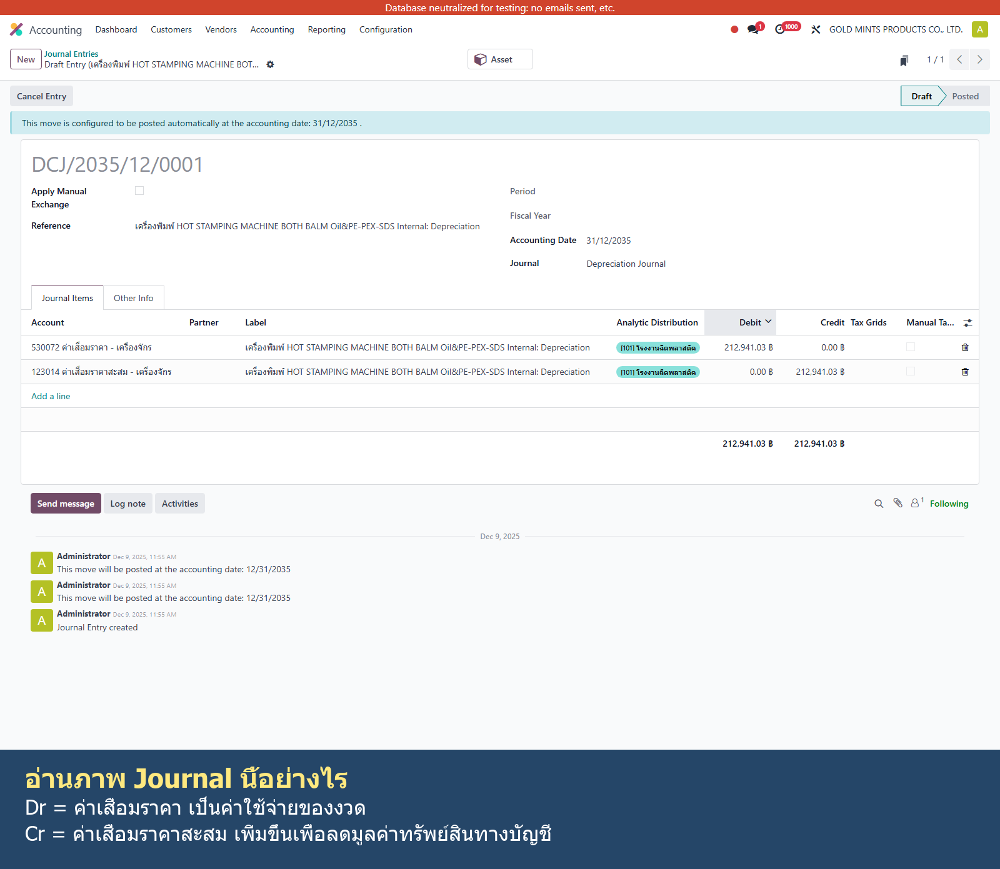 Database neutralized for testing: no emails sent, etc.
Accounting Dashboard Customers Vendors Accounting Reporting Configuration 1 1000 GOLD MINTS PRODUCTS CO., LTD. A
New Journal Entries
Draft Entry (เครื่องพิมพ์ HOT STAMPING MACHINE BOT... Asset 1 / 1
Cancel Entry Draft Posted
This move is configured to be posted automatically at the accounting date: 31/12/2035 .
DCJ/2035/12/0001
Apply Manual Exchange
Period
Fiscal Year
Reference เครื่องพิมพ์ HOT STAMPING MACHINE BOTH BALM Oil&PE-PEX-SDS Internal: Depreciation
Accounting Date 31/12/2035
Journal Depreciation Journal
Journal Items Other Info
Account Partner Label Analytic Distribution Debit Credit Tax Grids Manual Ta...
530072 ค่าเสื่อมราคา - เครื่องจักร เครื่องพิมพ์ HOT STAMPING MACHINE BOTH BALM Oil&PE-PEX-SDS Internal: Depreciation [101] โรงงานฉีดพลาสติค 212,941.03 ฿ 0.00 ฿
123014 ค่าเสื่อมราคาสะสม - เครื่องจักร เครื่องพิมพ์ HOT STAMPING MACHINE BOTH BALM Oil&PE-PEX-SDS Internal: Depreciation [101] โรงงานฉีดพลาสติค 0.00 ฿ 212,941.03 ฿
Add a line
212,941.03 ฿ 212,941.03 ฿
Send message Log note Activities 1 Following
Dec 9, 2025
A Administrator Dec 9, 2025, 11:55 AM
This move will be posted at the accounting date: 12/31/2035
A Administrator Dec 9, 2025, 11:55 AM
This move will be posted at the accounting date: 12/31/2035
A Administrator Dec 9, 2025, 11:55 AM
Journal Entry created
อ่านภาพ Journal นี้อย่างไร
Dr = ค่าเสื่อมราคา เป็นค่าใช้จ่ายของงวด
Cr = ค่าเสื่อมราคาสะสม เพิ่มขึ้นเพื่อลดมูลค่าทรัพย์สินทางบัญชี